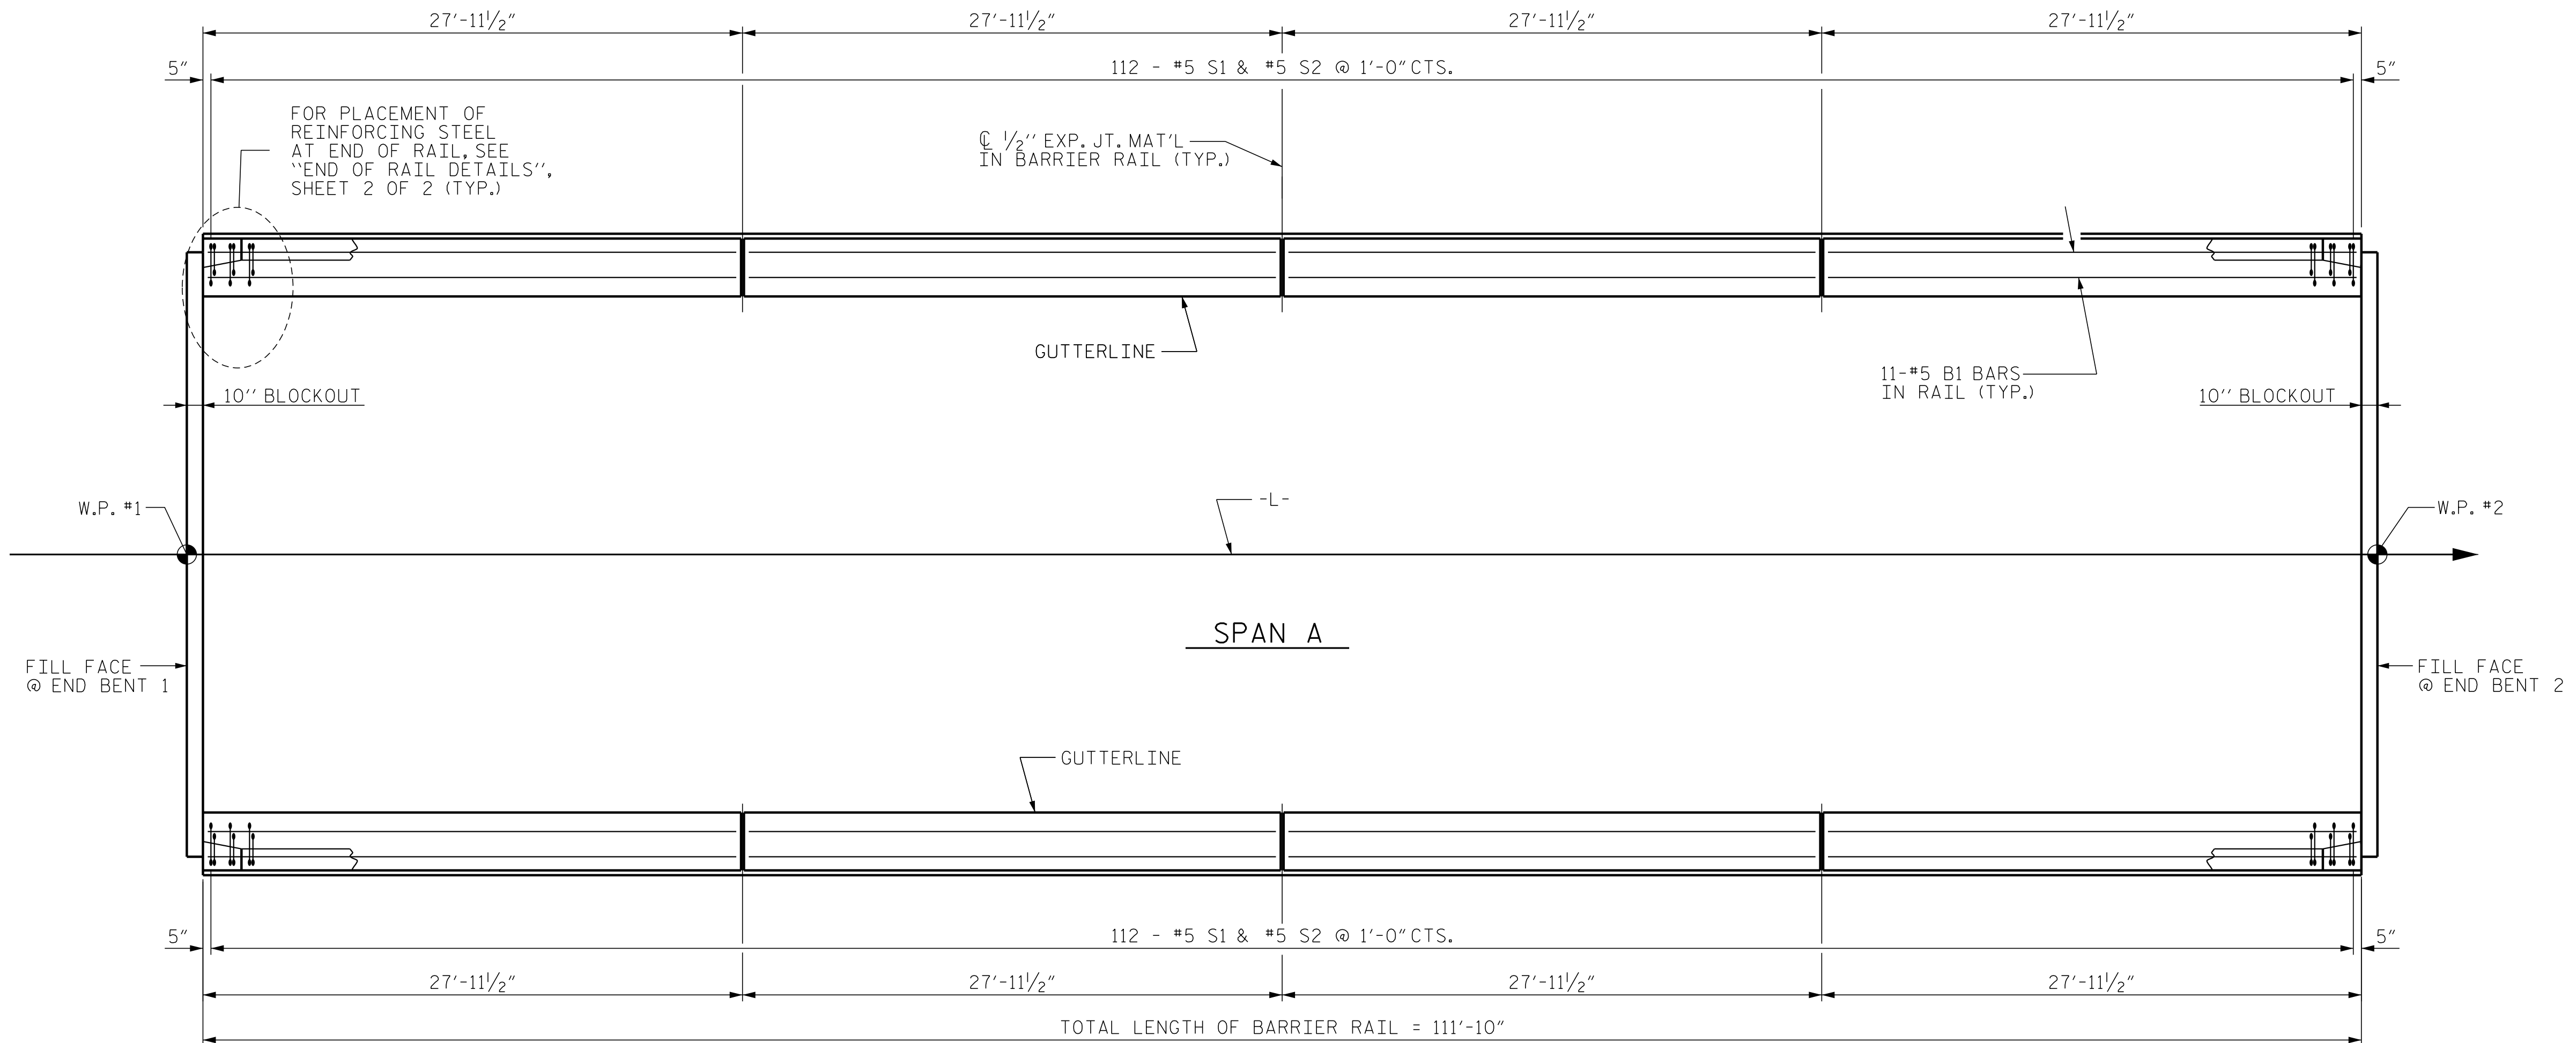 27'-11½"
27'-11½"
27'-11½"
27'-11½"
5"
112 - #5 S1 & #5 S2 @ 1'-0" CTS.
5"
FOR PLACEMENT OF
REINFORCING STEEL
AT END OF RAIL, SEE
"END OF RAIL DETAILS",
SHEET 2 OF 2 (TYP.)
℄ ½" EXP. JT. MAT'L
IN BARRIER RAIL (TYP.)
GUTTERLINE
11-#5 B1 BARS
IN RAIL (TYP.)
10" BLOCKOUT
10" BLOCKOUT
W.P. #1
-L-
W.P. #2
SPAN A
FILL FACE
@ END BENT 1
FILL FACE
@ END BENT 2
GUTTERLINE
5"
112 - #5 S1 & #5 S2 @ 1'-0" CTS.
5"
27'-11½"
27'-11½"
27'-11½"
27'-11½"
TOTAL LENGTH OF BARRIER RAIL = 111'-10"